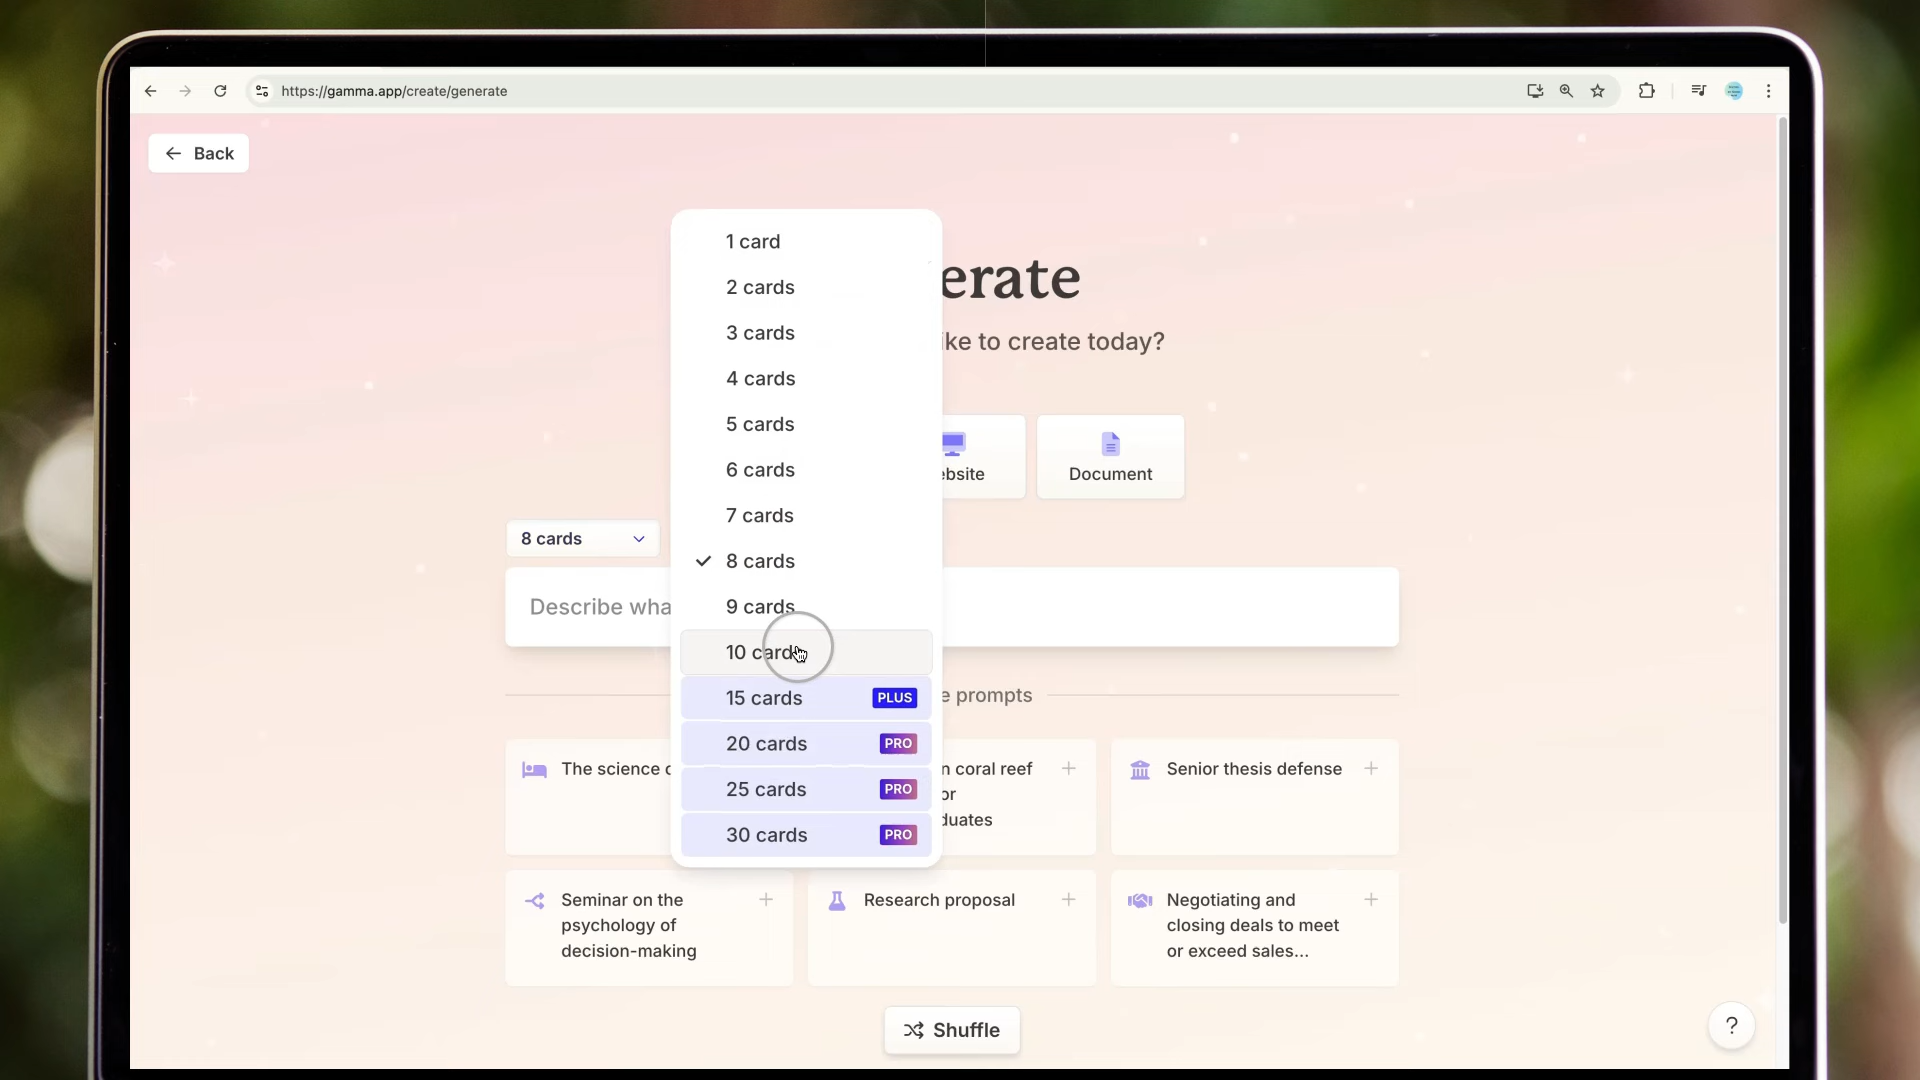 https://gamma.app/create/generate
Back
1 card
2 cards
3 cards
4 cards
5 cards
6 cards
7 cards
8 cards
9 cards
10 cards
15 cards PLUS
20 cards PRO
25 cards PRO
30 cards PRO
erate
ike to create today?
ebsite
Document
8 cards
Describe wha
e prompts
The science
n coral reef
or
duates
Senior thesis defense
Seminar on the
psychology of
decision-making
Research proposal
Negotiating and
closing deals to meet
or exceed sales...
Shuffle
?